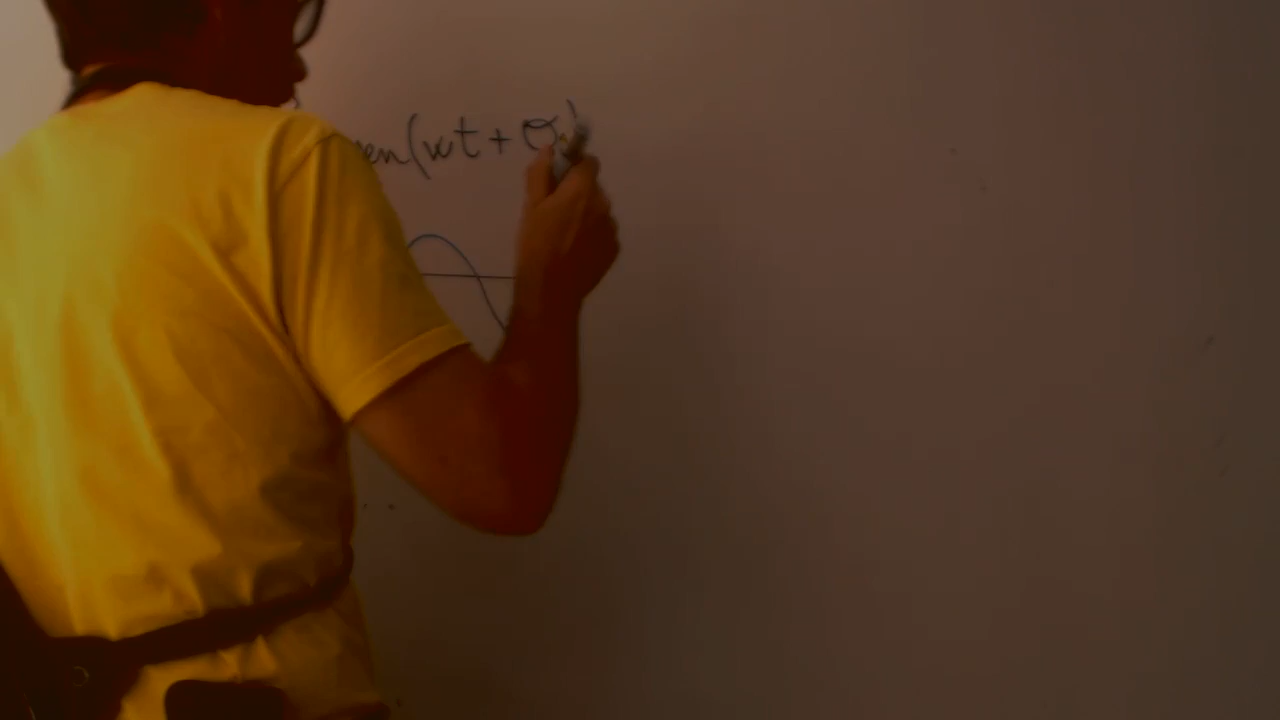 sen(wt + θ)